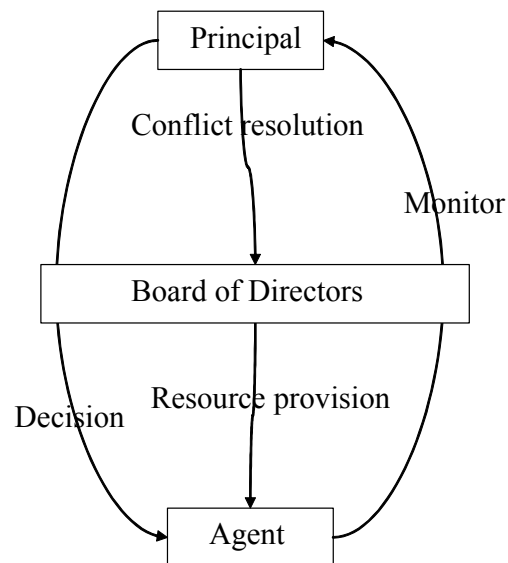 Principal
Conflict resolution
Monitor
Board of Directors
Resource provision
Decision
Agent